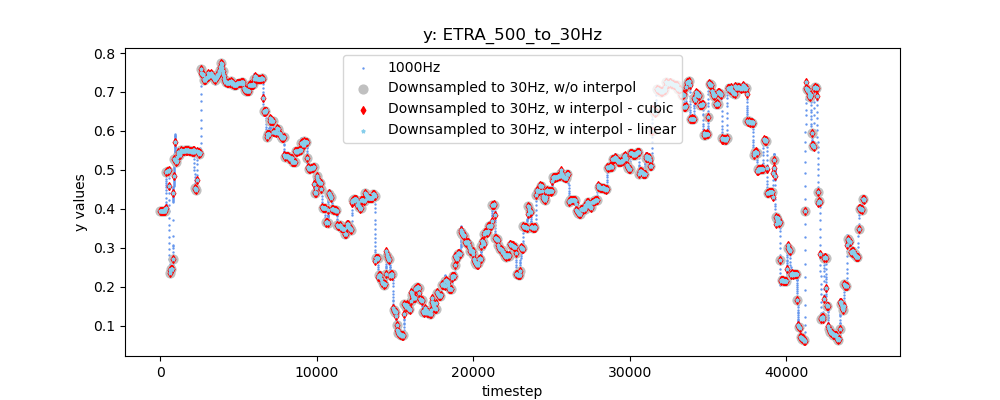 y: ETRA_500_to_30Hz
1000Hz
Downsampled to 30Hz, w/o interpol
Downsampled to 30Hz, w interpol - cubic
Downsampled to 30Hz, w interpol - linear
0.8
0.7
0.6
0.5
0.4
0.3
0.2
0.1
y values
0 10000 20000 30000 40000
timestep